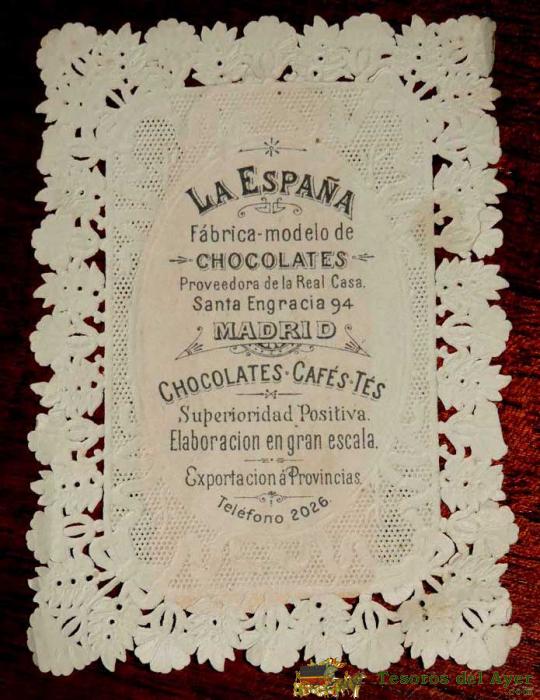 LA ESPAÑA
Fábrica-modelo de
CHOCOLATES
Proveedora de la Real Casa.
Santa Engracia 94
MADRID
CHOCOLATES·CAFÉS·TÉS
Superioridad Positiva.
Elaboracion en gran escala.
Exportacion á Provincias.
Teléfono 2026.
Tesoros del Ayer
.com